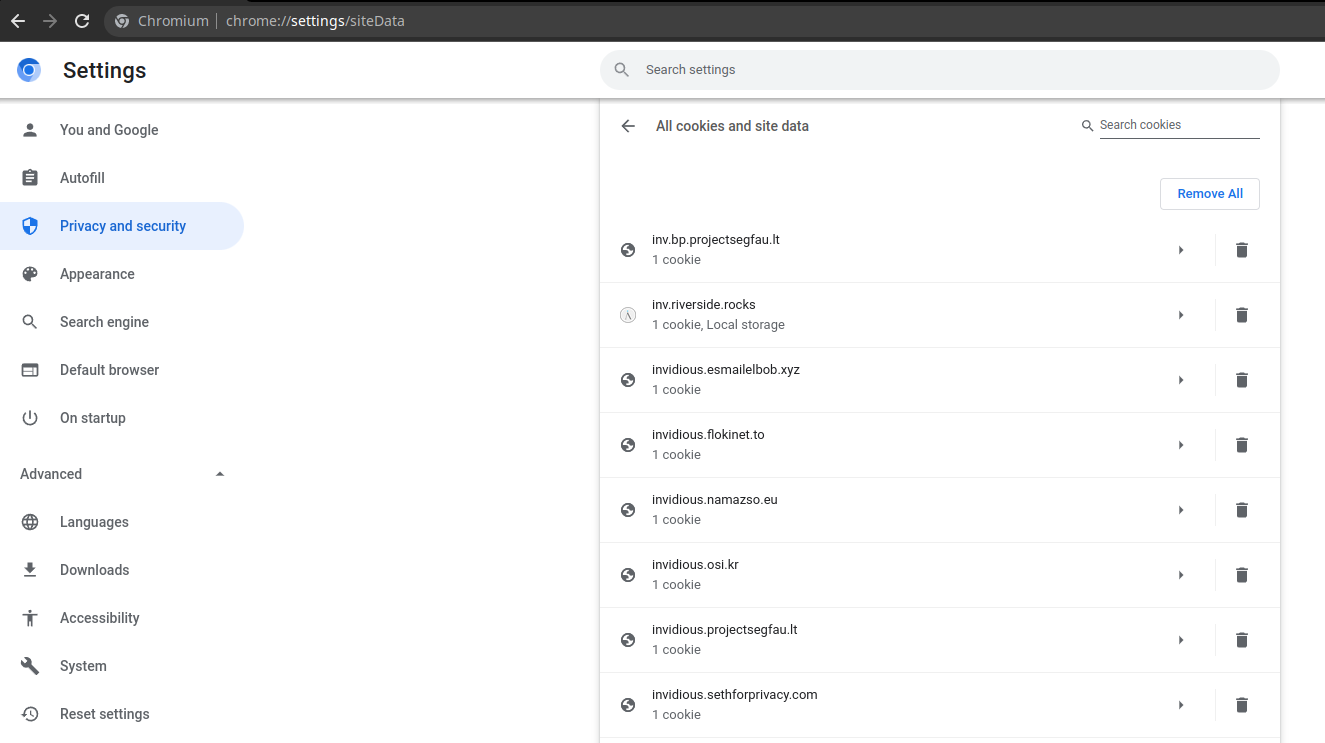 Chromium | chrome://settings/siteData
Settings
Search settings
You and Google
Autofill
Privacy and security
Appearance
Search engine
Default browser
On startup
Advanced
Languages
Downloads
Accessibility
System
Reset settings
All cookies and site data
Search cookies
Remove All
inv.bp.projectsegfau.lt
1 cookie
inv.riverside.rocks
1 cookie, Local storage
invidious.esmailelbob.xyz
1 cookie
invidious.flokinet.to
1 cookie
invidious.namazso.eu
1 cookie
invidious.osi.kr
1 cookie
invidious.projectsegfau.lt
1 cookie
invidious.sethforprivacy.com
1 cookie